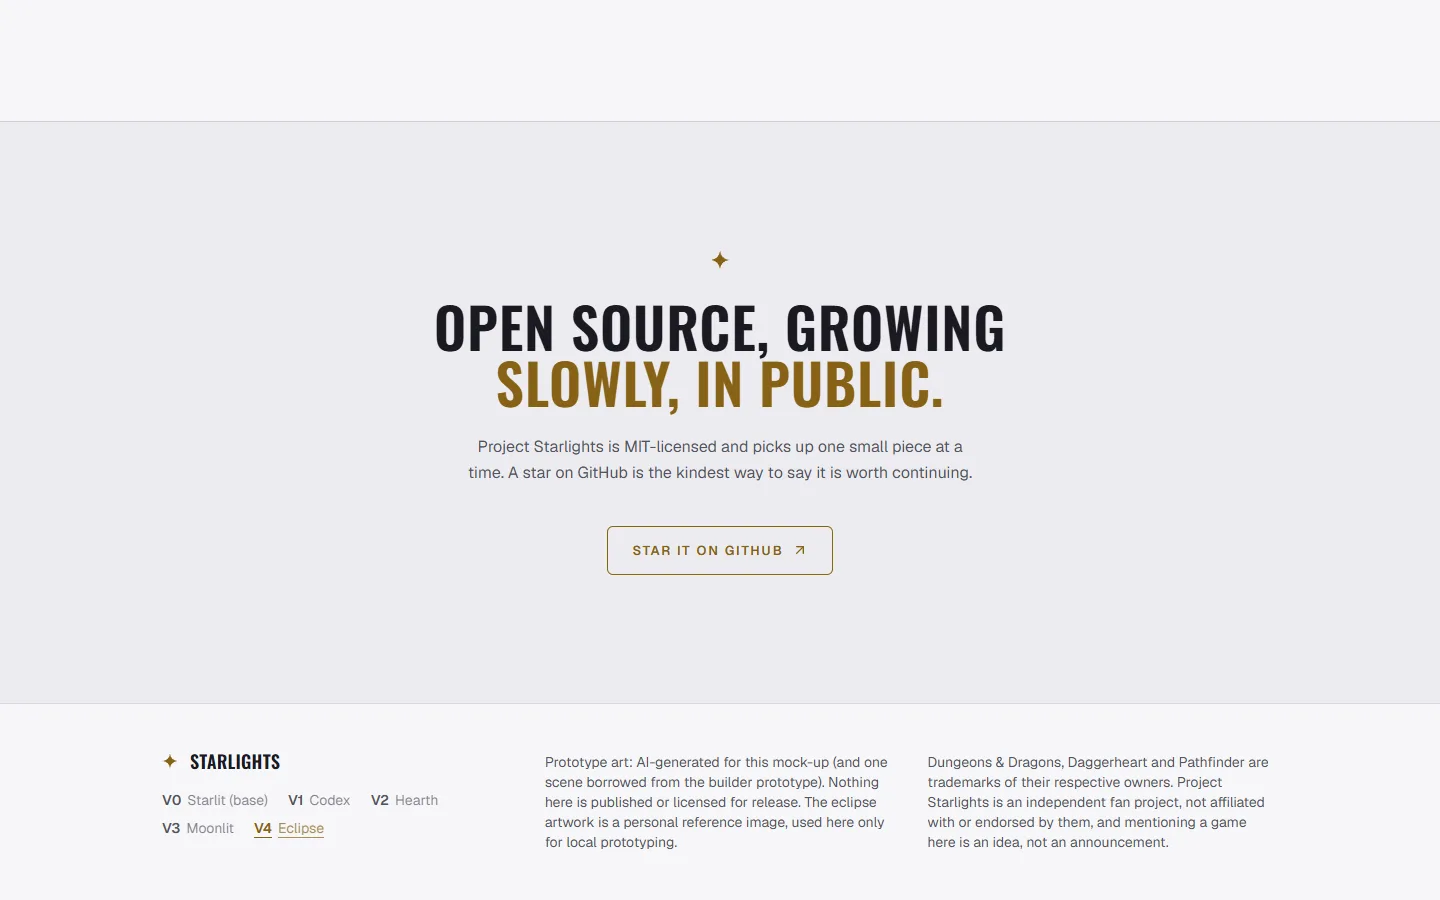 OPEN SOURCE, GROWING
SLOWLY, IN PUBLIC.
Project Starlights is MIT-licensed and picks up one small piece at a
time. A star on GitHub is the kindest way to say it is worth continuing.
STAR IT ON GITHUB
STARLIGHTS
V0 Starlit (base) V1 Codex V2 Hearth
V3 Moonlit V4 Eclipse
Prototype art: AI-generated for this mock-up (and one
scene borrowed from the builder prototype). Nothing
here is published or licensed for release. The eclipse
artwork is a personal reference image, used here only
for local prototyping.
Dungeons & Dragons, Daggerheart and Pathfinder are
trademarks of their respective owners. Project
Starlights is an independent fan project, not affiliated
with or endorsed by them, and mentioning a game
here is an idea, not an announcement.